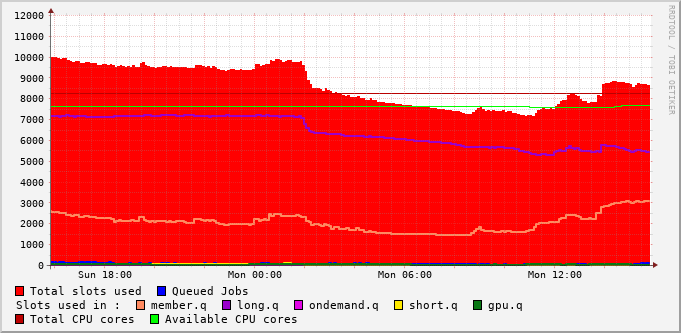 12000
11000
10000
9000
8000
7000
6000
5000
4000
3000
2000
1000
0
Sun 18:00 Mon 00:00 Mon 06:00 Mon 12:00
Total slots used Queued Jobs
Slots used in : member.q long.q ondemand.q short.q gpu.q
Total CPU cores Available CPU cores
RRDTOOL / TOBI OETIKER